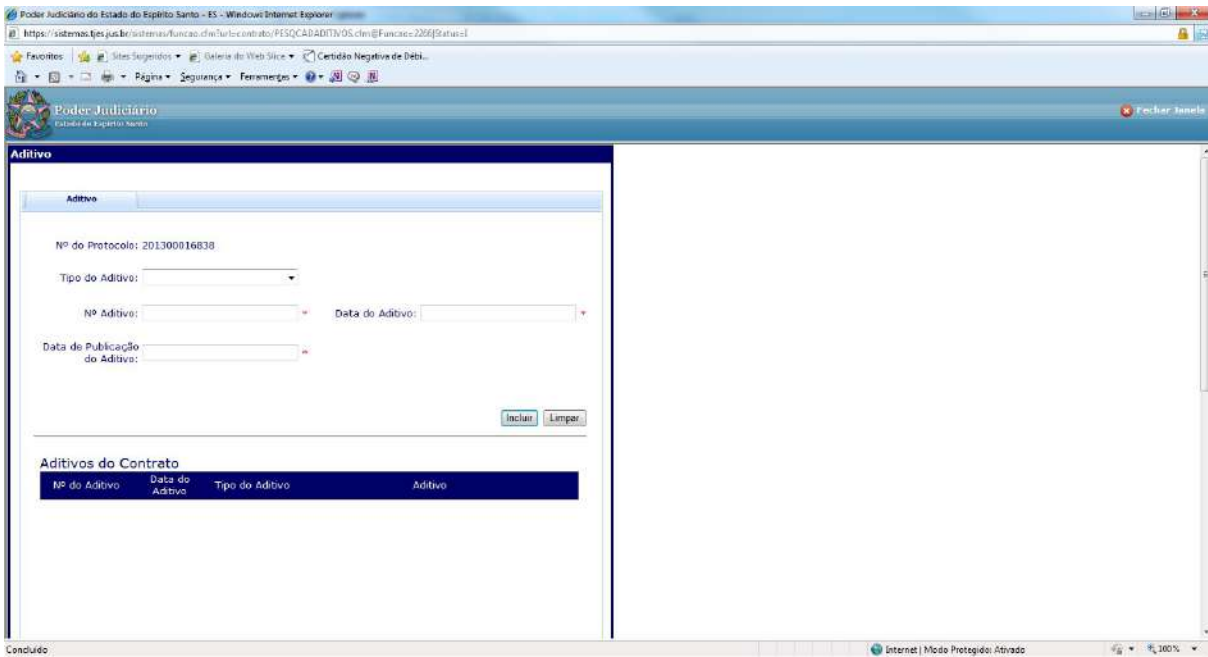 Poder Judiciário do Estado do Espírito Santo - ES - Windows Internet Explorer
https://sistemas.tjes.jus.br/sistemas/funcao.cfm?url=contrato/PESQCADADITIVOS.cfm@Funcao=2266|Status=1
Favoritos Sites Sugeridos Galeria do Web Slice Certidão Negativa de Débi...
Página Segurança Ferramentas
Poder Judiciário
Estado do Espírito Santo
Fechar Janela
Aditivo
Aditivo
Nº do Protocolo: 201300016838
Tipo do Aditivo:
Nº Aditivo: * Data do Aditivo: *
Data de Publicação
do Aditivo: *
Incluir Limpar
Aditivos do Contrato
Nº do Aditivo Data do Aditivo Tipo do Aditivo Aditivo
Concluído Internet | Modo Protegido: Ativado 100%